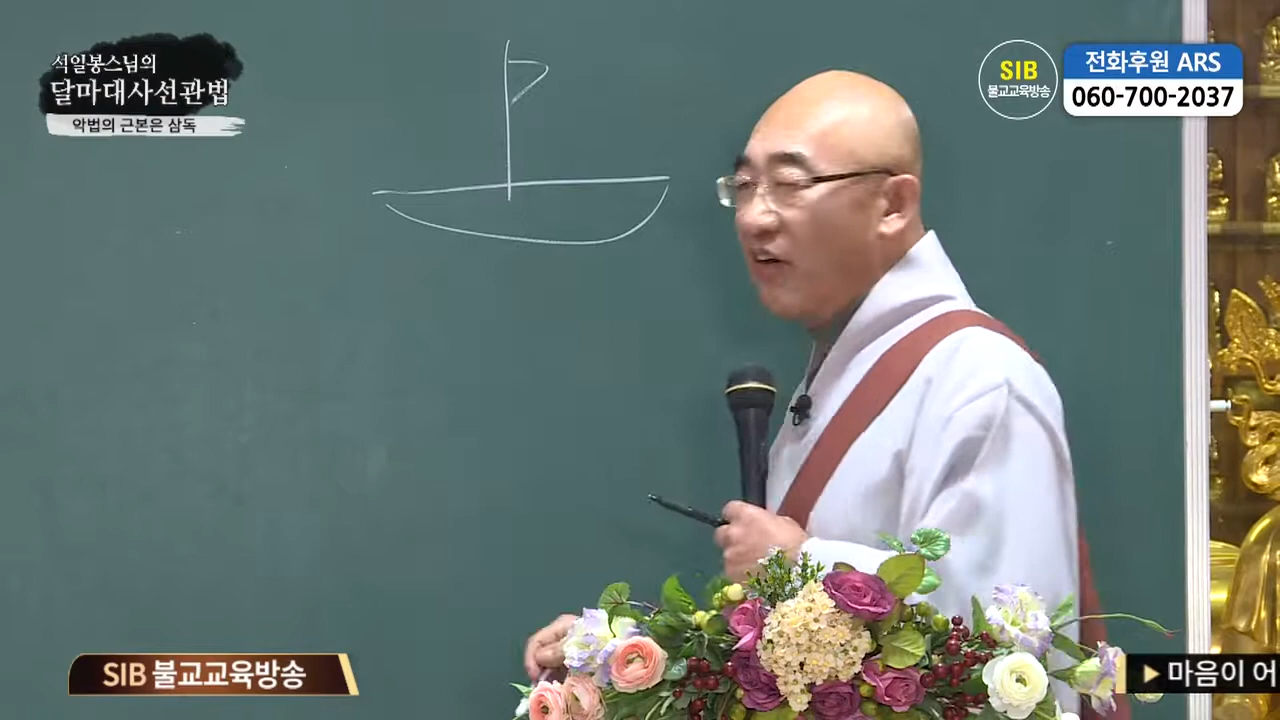 석일봉스님의
달마대사선관법
악법의 근본은 삼독
SIB
불교교육방송
전화후원 ARS
060-700-2037
SIB 불교교육방송
▶ 마음이 어